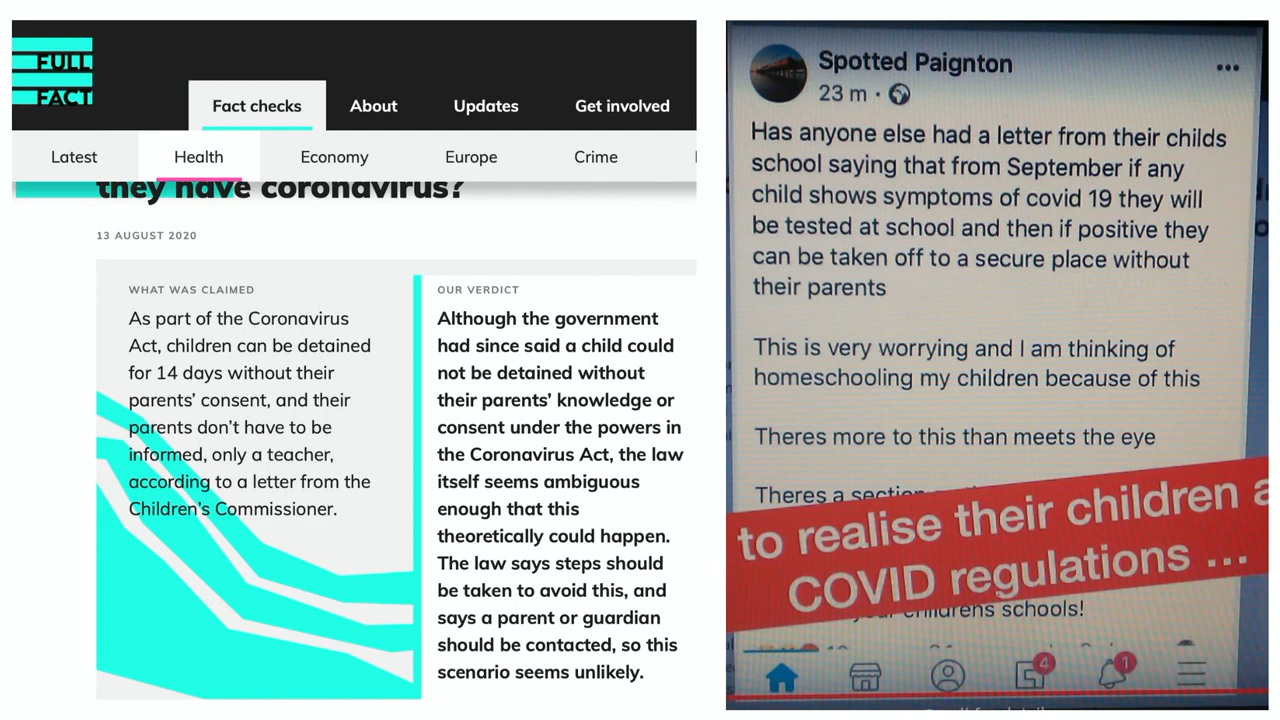 FULL
FACT
Fact checks
About
Updates
Get involved
Latest
Health
Economy
Europe
Crime
they have coronavirus?
13 AUGUST 2020
WHAT WAS CLAIMED
As part of the Coronavirus
Act, children can be detained
for 14 days without their
parents’ consent, and their
parents don’t have to be
informed, only a teacher,
according to a letter from the
Children’s Commissioner.
OUR VERDICT
Although the government
had since said a child could
not be detained without
their parents’ knowledge or
consent under the powers in
the Coronavirus Act, the law
itself seems ambiguous
enough that this
theoretically could happen.
The law says steps should
be taken to avoid this, and
says a parent or guardian
should be contacted, so this
scenario seems unlikely.
Spotted Paignton
23 m ·
Has anyone else had a letter from their childs
school saying that from September if any
child shows symptoms of covid 19 they will
be tested at school and then if positive they
can be taken off to a secure place without
their parents
This is very worrying and I am thinking of
homeschooling my children because of this
Theres more to this than meets the eye
Theres a section
to realise their children a
COVID regulations ...
childrens schools!
4
1